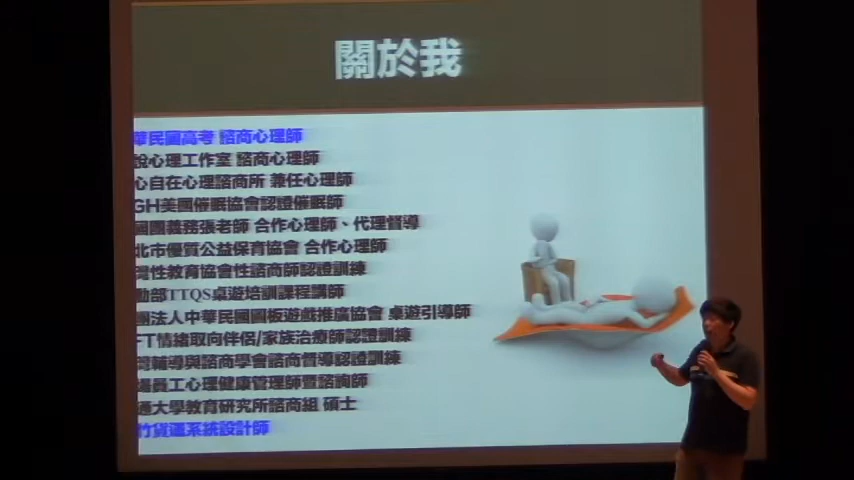 關於我
華民國高考 諮商心理師
說心理工作室 諮商心理師
心自在心理諮商所 兼任心理師
GH美國催眠協會認證催眠師
團義務張老師 合作心理師、代理督導
北市優質公益保育協會 合作心理師
灣性教育協會性諮商師認證訓練
動部TTQS桌遊培訓課程講師
團法人中華民國圖板遊戲推廣協會 桌遊引導師
FT情緒取向伴侶/家族治療師認證訓練
灣輔導與諮商學會諮商督導認證訓練
員工心理健康管理師暨諮詢師
通大學教育研究所諮商組 碩士
竹貨運系統設計師